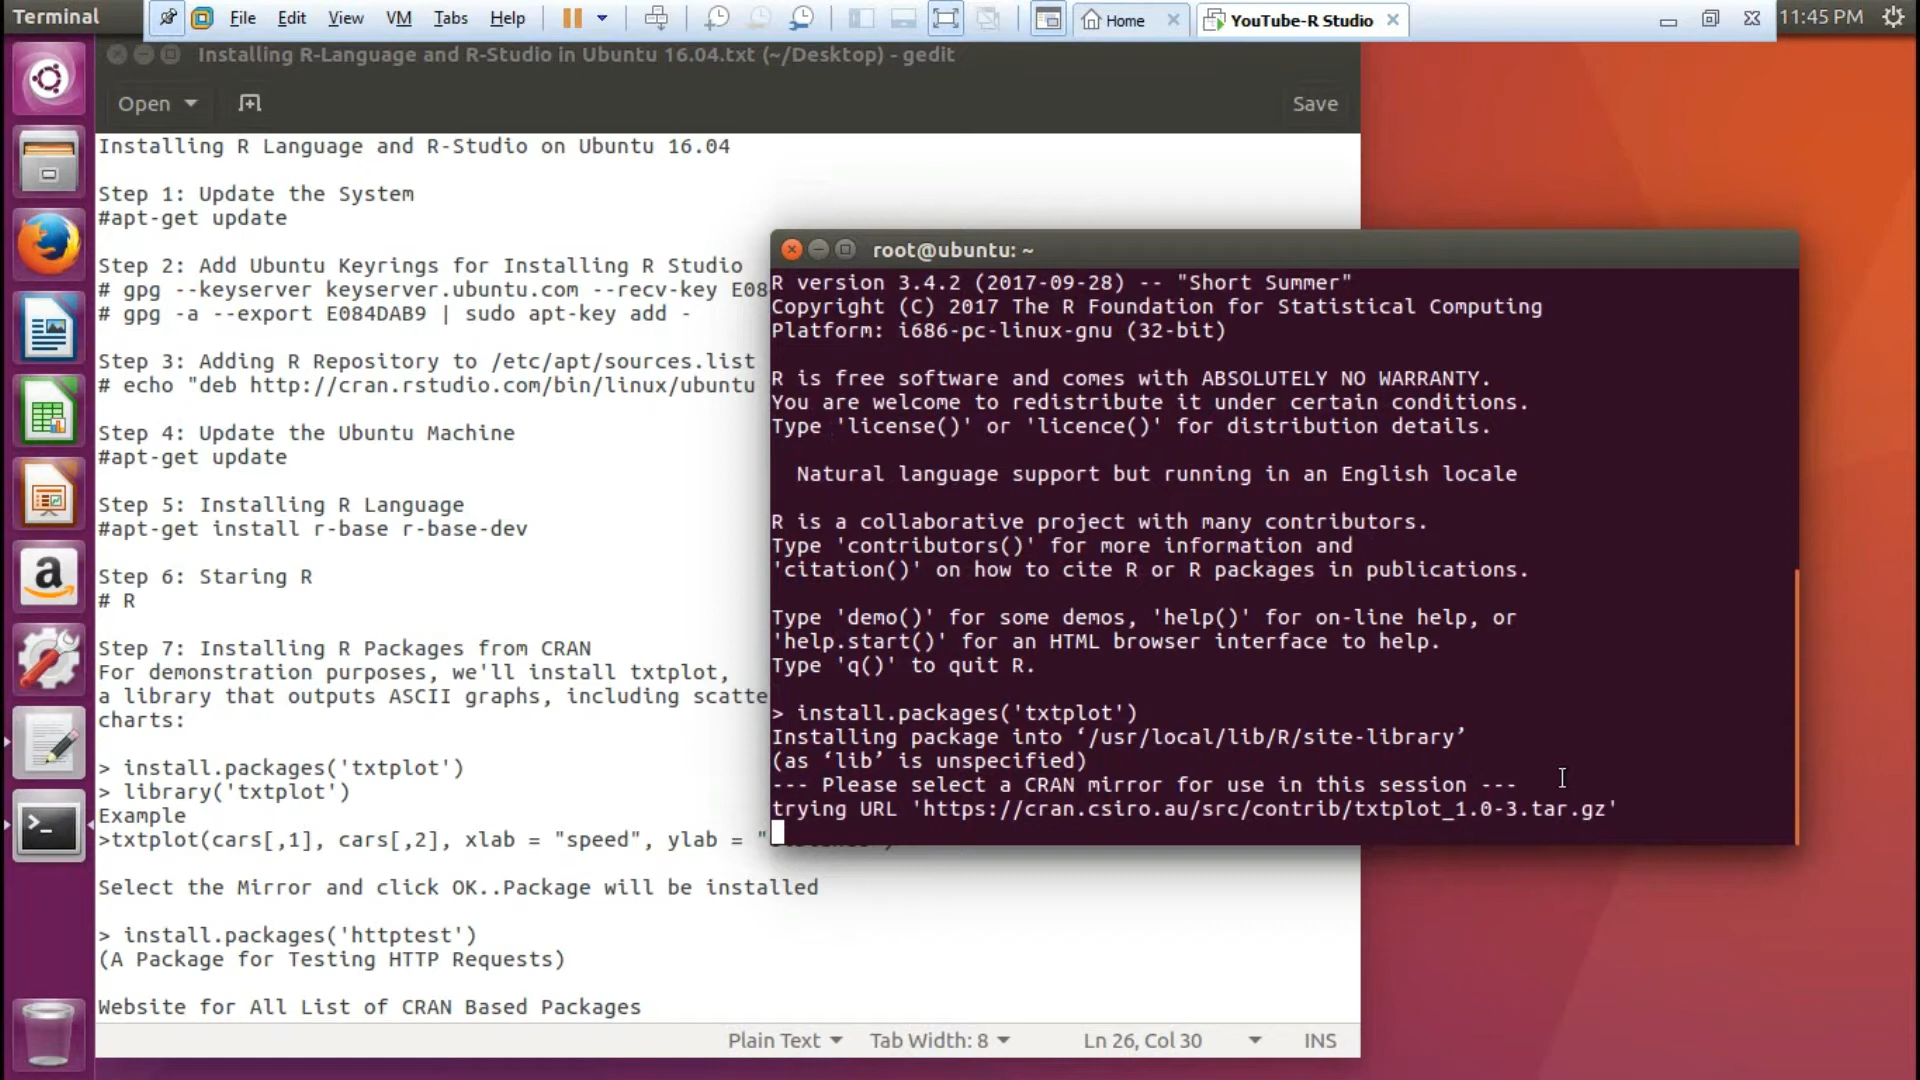 Terminal
File Edit View VM Tabs Help
Home
YouTube-R Studio
11:45 PM
Installing R-Language and R-Studio in Ubuntu 16.04.txt (~/Desktop) - gedit
Open
Save
Installing R Language and R-Studio on Ubuntu 16.04
Step 1: Update the System
#apt-get update
Step 2: Add Ubuntu Keyrings for Installing R Studio
# gpg --keyserver keyserver.ubuntu.com --recv-key E08
# gpg -a --export E084DAB9 | sudo apt-key add -
Step 3: Adding R Repository to /etc/apt/sources.list
# echo "deb http://cran.rstudio.com/bin/linux/ubuntu
Step 4: Update the Ubuntu Machine
#apt-get update
Step 5: Installing R Language
#apt-get install r-base r-base-dev
Step 6: Staring R
# R
Step 7: Installing R Packages from CRAN
For demonstration purposes, we'll install txtplot,
a library that outputs ASCII graphs, including scatte
charts:
> install.packages('txtplot')
> library('txtplot')
Example
>txtplot(cars[,1], cars[,2], xlab = "speed", ylab = "
Select the Mirror and click OK..Package will be installed
> install.packages('httptest')
(A Package for Testing HTTP Requests)
Website for All List of CRAN Based Packages
Plain Text
Tab Width: 8
Ln 26, Col 30
INS
root@ubuntu: ~
R version 3.4.2 (2017-09-28) -- "Short Summer"
Copyright (C) 2017 The R Foundation for Statistical Computing
Platform: i686-pc-linux-gnu (32-bit)
R is free software and comes with ABSOLUTELY NO WARRANTY.
You are welcome to redistribute it under certain conditions.
Type 'license()' or 'licence()' for distribution details.
Natural language support but running in an English locale
R is a collaborative project with many contributors.
Type 'contributors()' for more information and
'citation()' on how to cite R or R packages in publications.
Type 'demo()' for some demos, 'help()' for on-line help, or
'help.start()' for an HTML browser interface to help.
Type 'q()' to quit R.
> install.packages('txtplot')
Installing package into ‘/usr/local/lib/R/site-library’
(as ‘lib’ is unspecified)
--- Please select a CRAN mirror for use in this session ---
trying URL 'https://cran.csiro.au/src/contrib/txtplot_1.0-3.tar.gz'